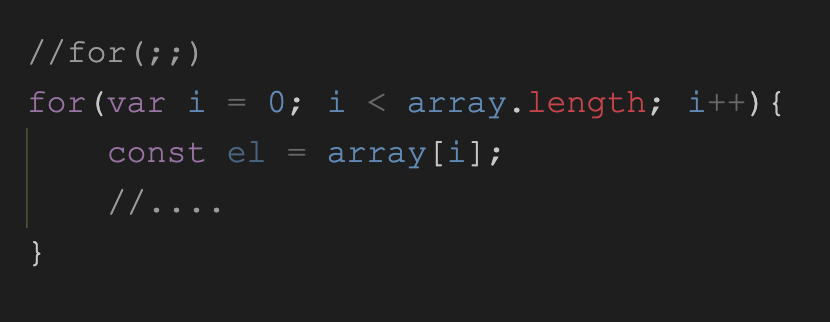 //for(;;)
for(var i = 0; i < array.length; i++){
    const el = array[i];
    //....
}